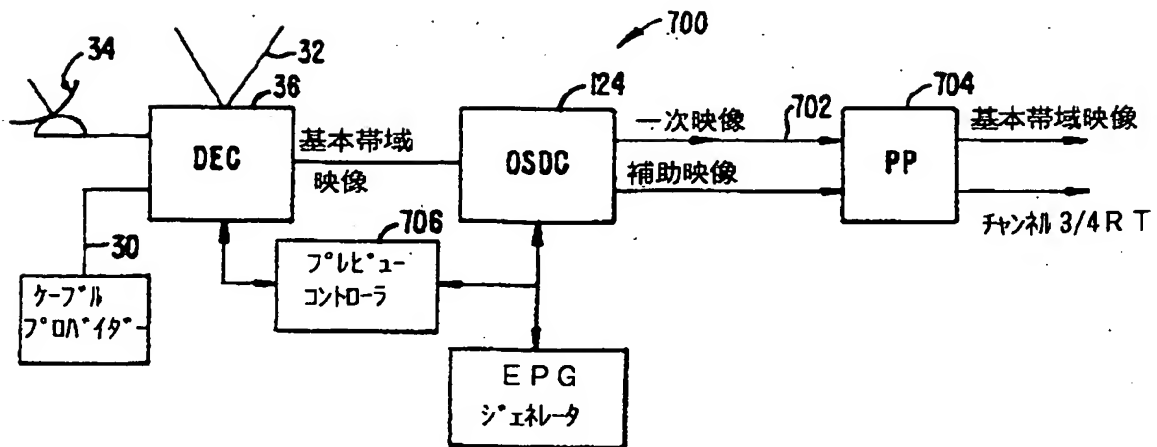 700
34
32
36
124
一次映像
702
704
基本帯域映像
DEC
基本帯域
映像
OSDC
補助映像
PP
チャンネル 3/4RT
706
30
プレビュー
コントローラ
ケーブル
プロバイダー
EPG
ジェネレータ